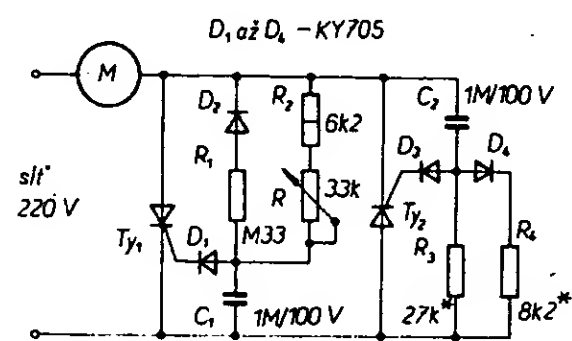 D₁ až D₄ – KY705
M
D₂
R₂
6k2
C₂
1M/100 V
D₃
D₄
R₁
síť
220 V
R
33k
Ty₁
D₁
M33
Ty₂
R₃
R₄
C₁
1M/100 V
27k*
8k2*